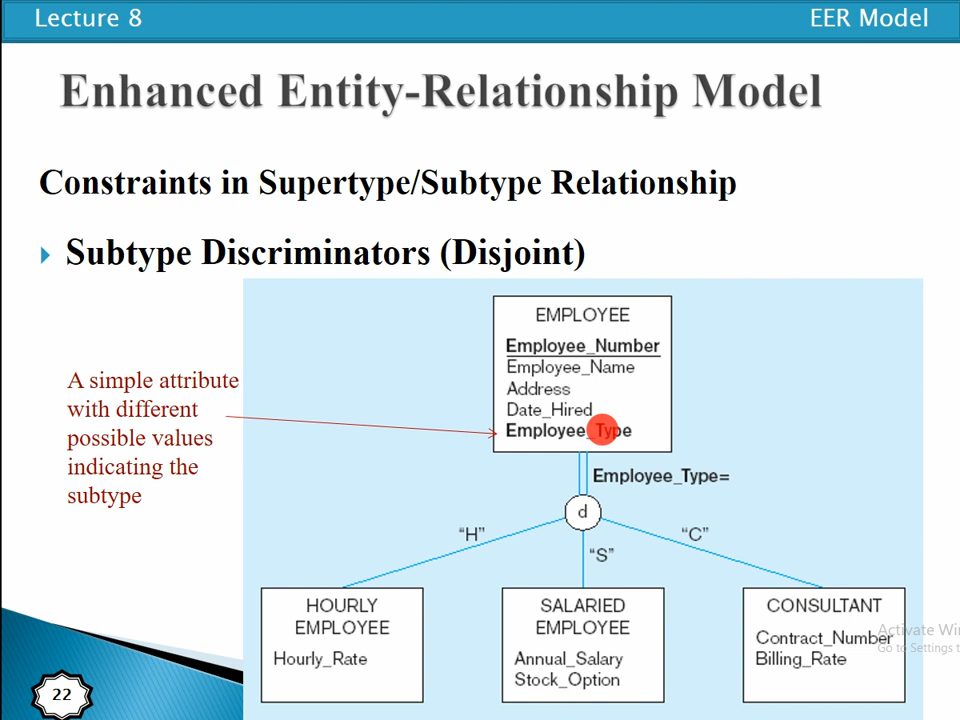 Lecture 8
EER Model
Enhanced Entity-Relationship Model
Constraints in Supertype/Subtype Relationship
Subtype Discriminators (Disjoint)
A simple attribute
with different
possible values
indicating the
subtype
EMPLOYEE
Employee_Number
Employee_Name
Address
Date_Hired
Employee_Type
Employee_Type=
d
“H”
“S”
“C”
HOURLY
EMPLOYEE
Hourly_Rate
SALARIED
EMPLOYEE
Annual_Salary
Stock_Option
CONSULTANT
Contract_Number
Billing_Rate
Activate Win
Go to Settings t
22